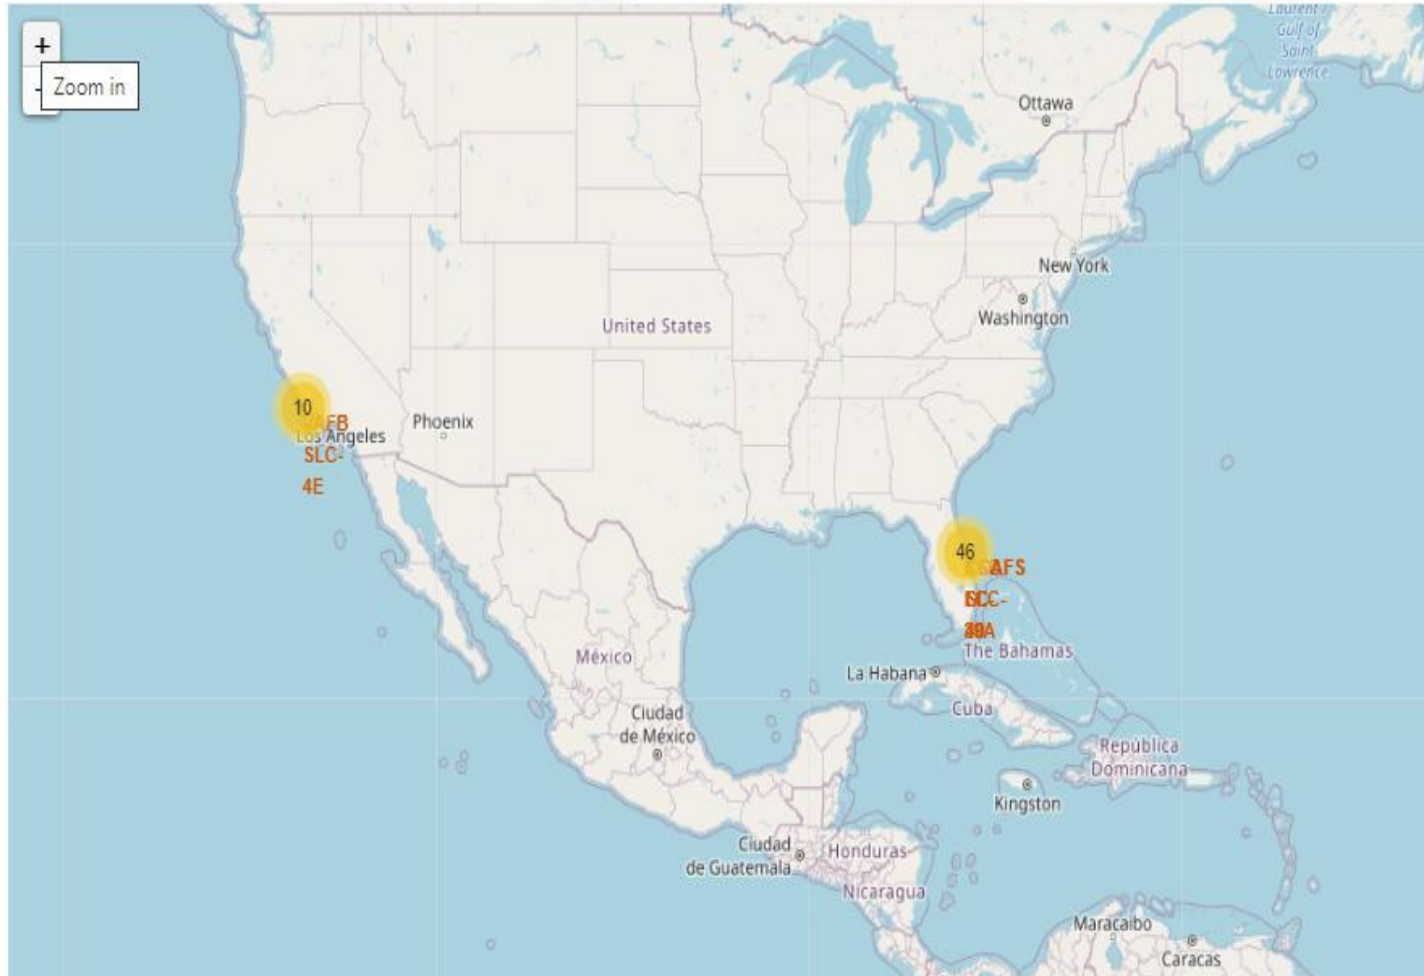 Laurent /
Gulf of
Saint
Lawrence
+
-
Zoom in
Ottawa
New York
Washington
United States
10
Phoenix
Los Angeles
SLC-
4E
46
AFS
The Bahamas
México
La Habana
Cuba
Ciudad
de México
República
Dominicana
Kingston
Ciudad
de Guatemala
Honduras
Nicaragua
Maracaibo
Caracas